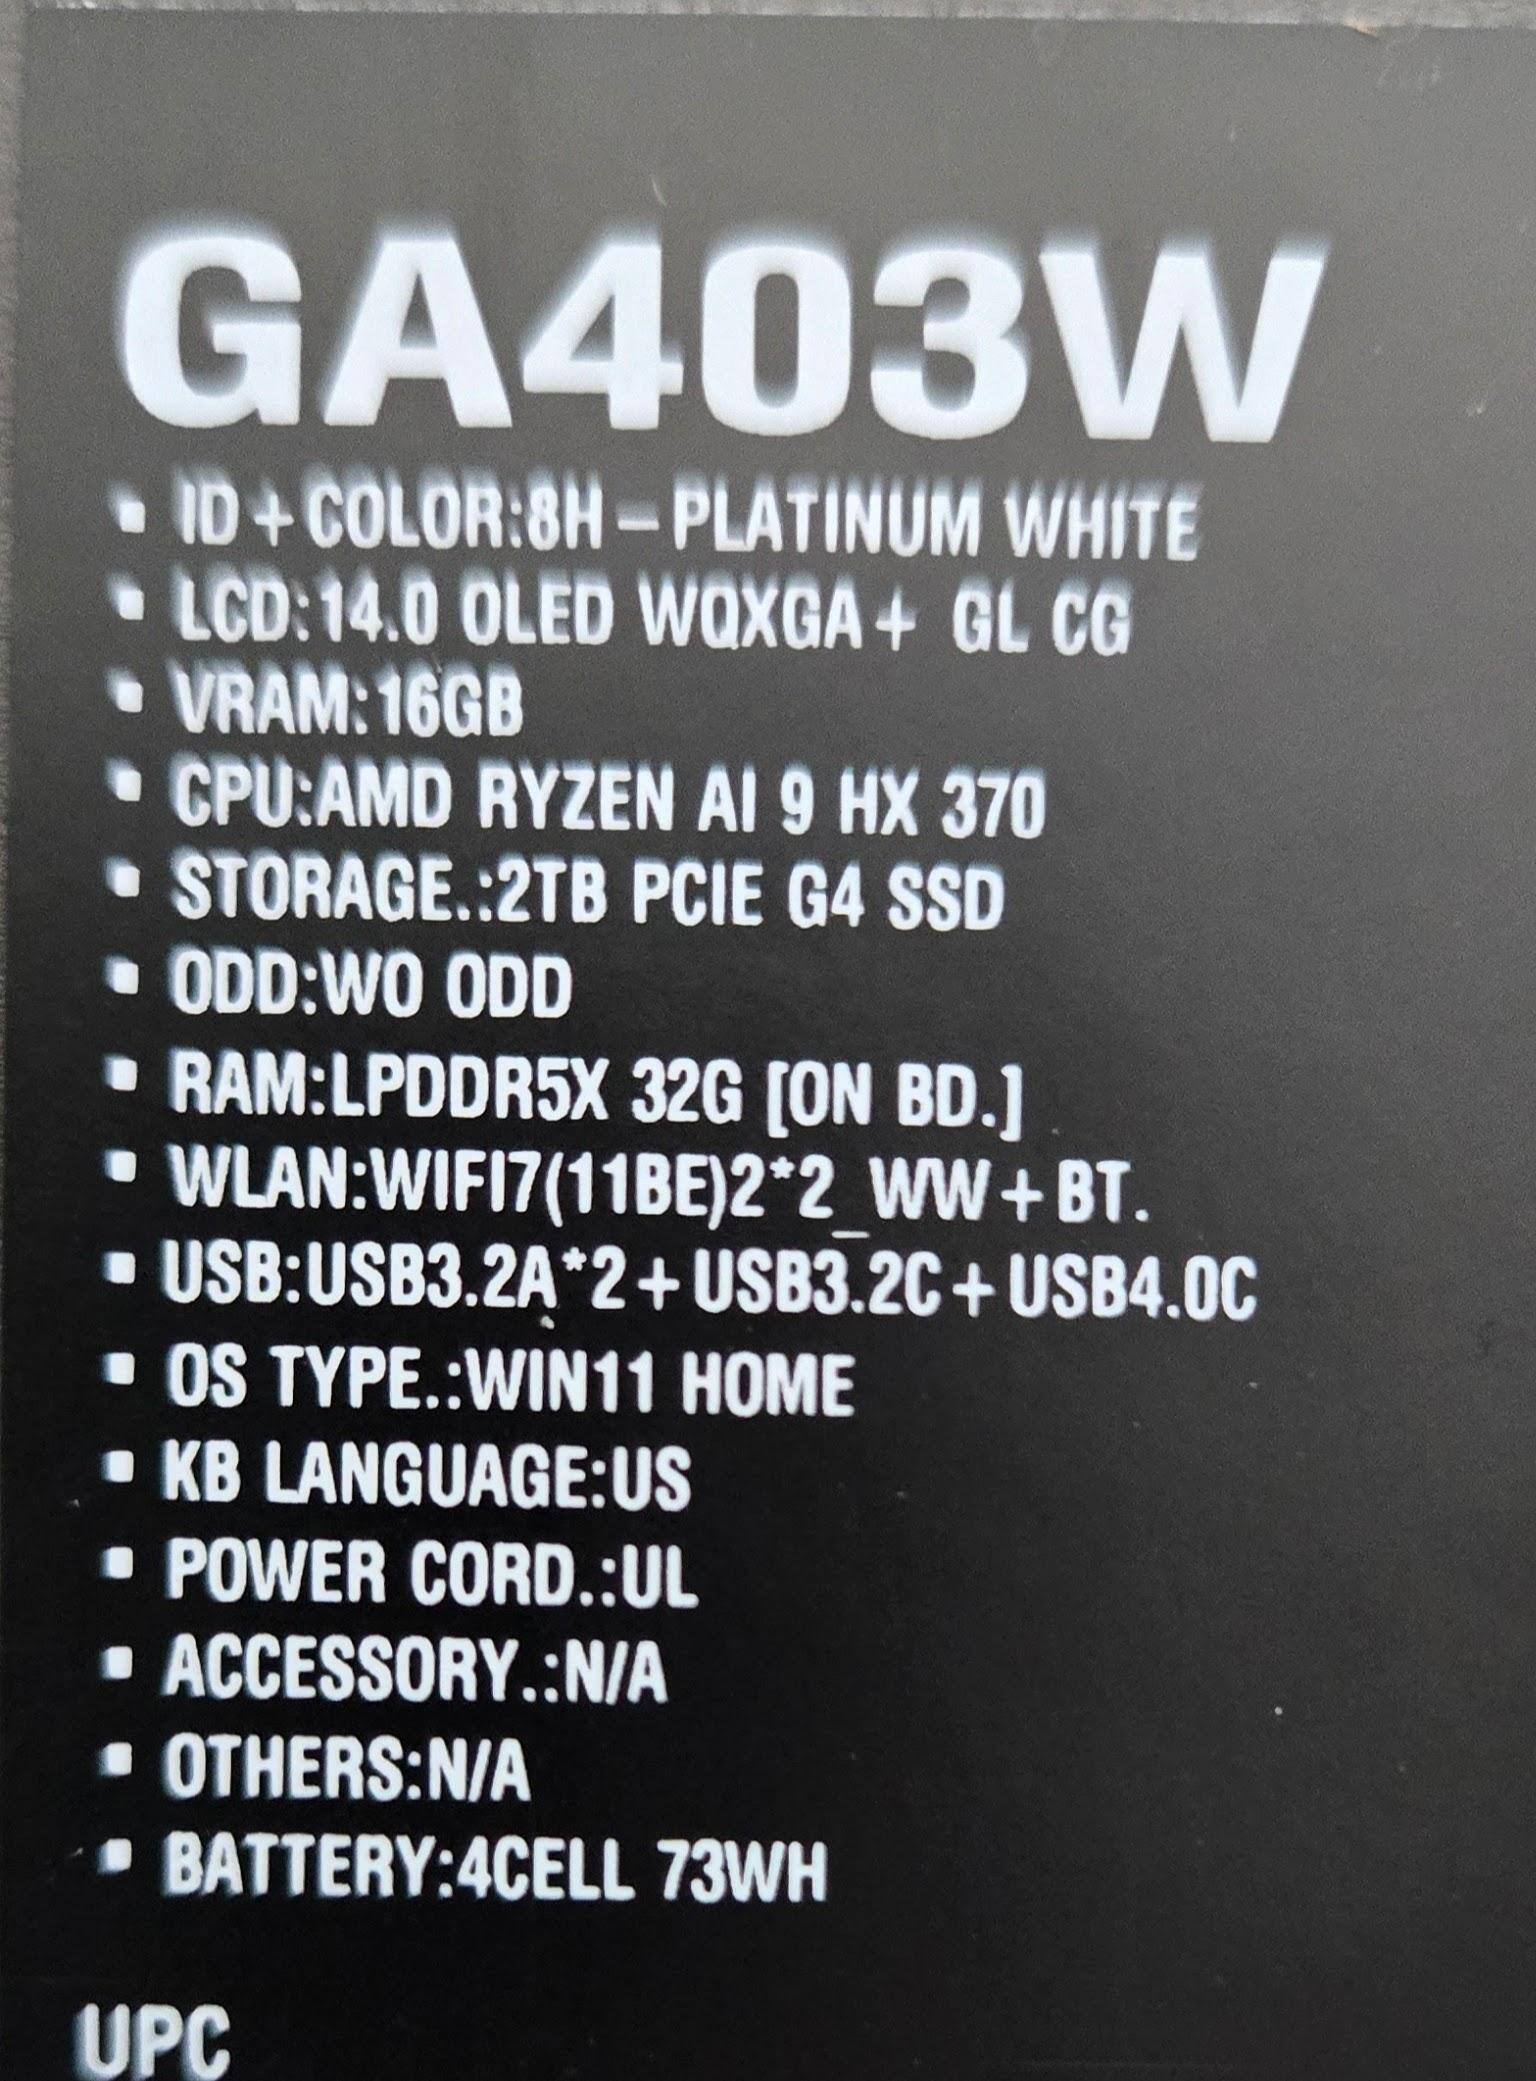 GA403W
▪ ID+COLOR:8H-PLATINUM WHITE
▪ LCD:14.0 OLED WQXGA+ GL CG
▪ VRAM:16GB
▪ CPU:AMD RYZEN AI 9 HX 370
▪ STORAGE.:2TB PCIE G4 SSD
▪ ODD:WO ODD
▪ RAM:LPDDR5X 32G [ON BD.]
▪ WLAN:WIFI7(11BE)2*2_WW+BT.
▪ USB:USB3.2A*2+USB3.2C+USB4.0C
▪ OS TYPE.:WIN11 HOME
▪ KB LANGUAGE:US
▪ POWER CORD.:UL
▪ ACCESSORY.:N/A
▪ OTHERS:N/A
▪ BATTERY:4CELL 73WH
UPC